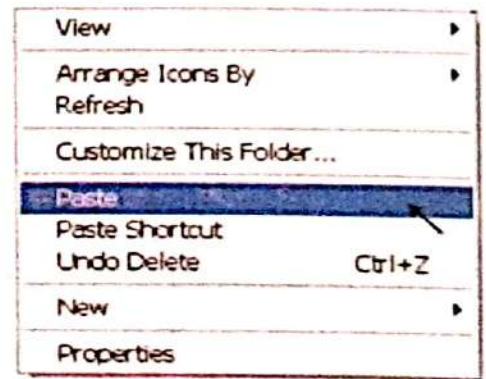 View
Arrange Icons By
Refresh
Customize This Folder...
Paste
Paste Shortcut
Undo Delete Ctrl+Z
New
Properties